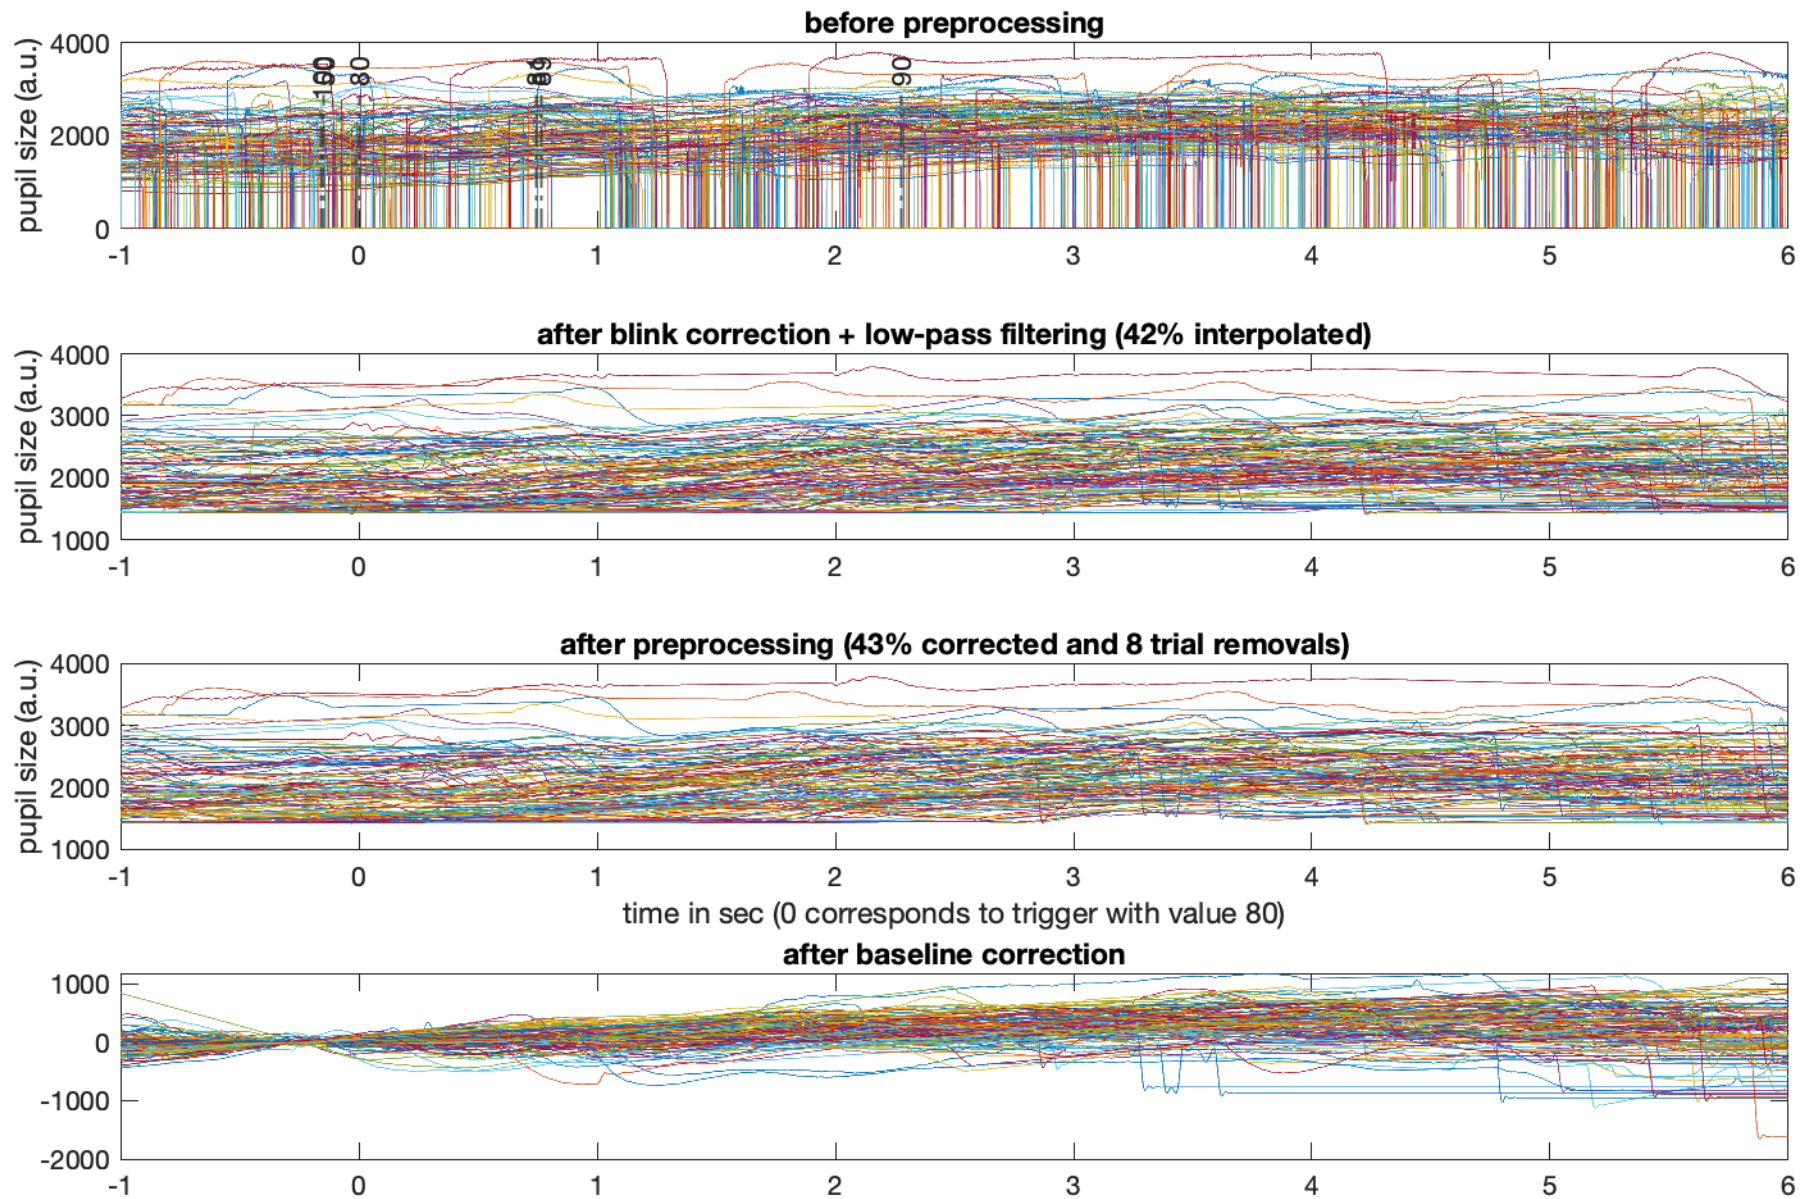 before preprocessing
pupil size (a.u.)
4000
2000
0
80
90
-1 0 1 2 3 4 5 6
after blink correction + low-pass filtering (42% interpolated)
pupil size (a.u.)
4000
3000
2000
1000
-1 0 1 2 3 4 5 6
after preprocessing (43% corrected and 8 trial removals)
pupil size (a.u.)
4000
3000
2000
1000
-1 0 1 2 3 4 5 6
time in sec (0 corresponds to trigger with value 80)
after baseline correction
1000
0
-1000
-2000
-1 0 1 2 3 4 5 6